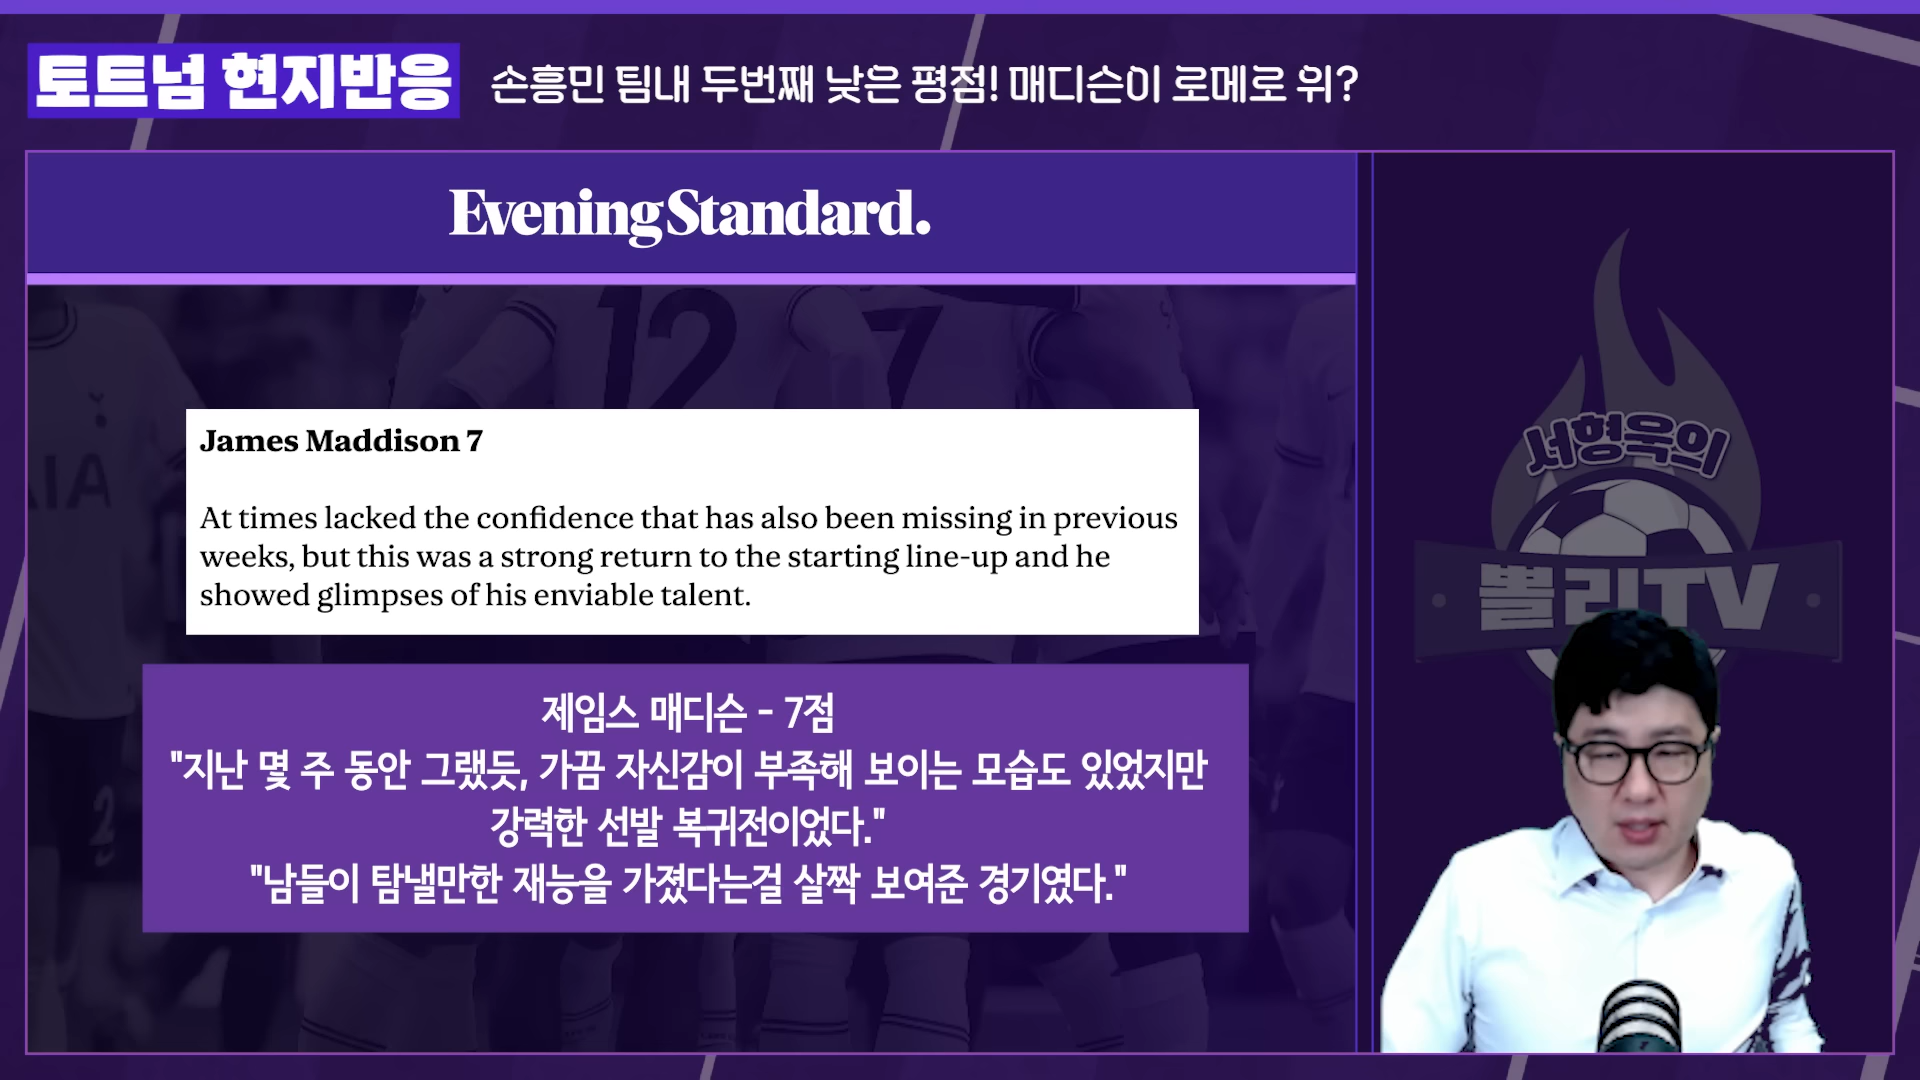 토트넘 현지반응
손흥민 팀내 두번째 낮은 평점! 매디슨이 로메로 위?
Evening Standard.
12
7
AIA
2
James Maddison 7
At times lacked the confidence that has also been missing in previous
weeks, but this was a strong return to the starting line-up and he
showed glimpses of his enviable talent.
제임스 매디슨 - 7점
"지난 몇 주 동안 그랬듯, 가끔 자신감이 부족해 보이는 모습도 있었지만
강력한 선발 복귀전이었다."
"남들이 탐낼만한 재능을 가졌다는걸 살짝 보여준 경기였다."
서형욱의
뽈리TV